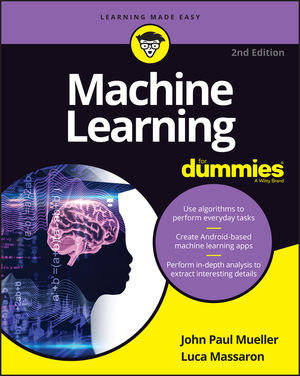 LEARNING MADE EASY
2nd Edition
Machine
Learning
for
dummies®
A Wiley Brand
Use algorithms to
perform everyday tasks
Create Android-based
machine learning apps
Perform in-depth analysis to
extract interesting details
John Paul Mueller
Luca Massaron